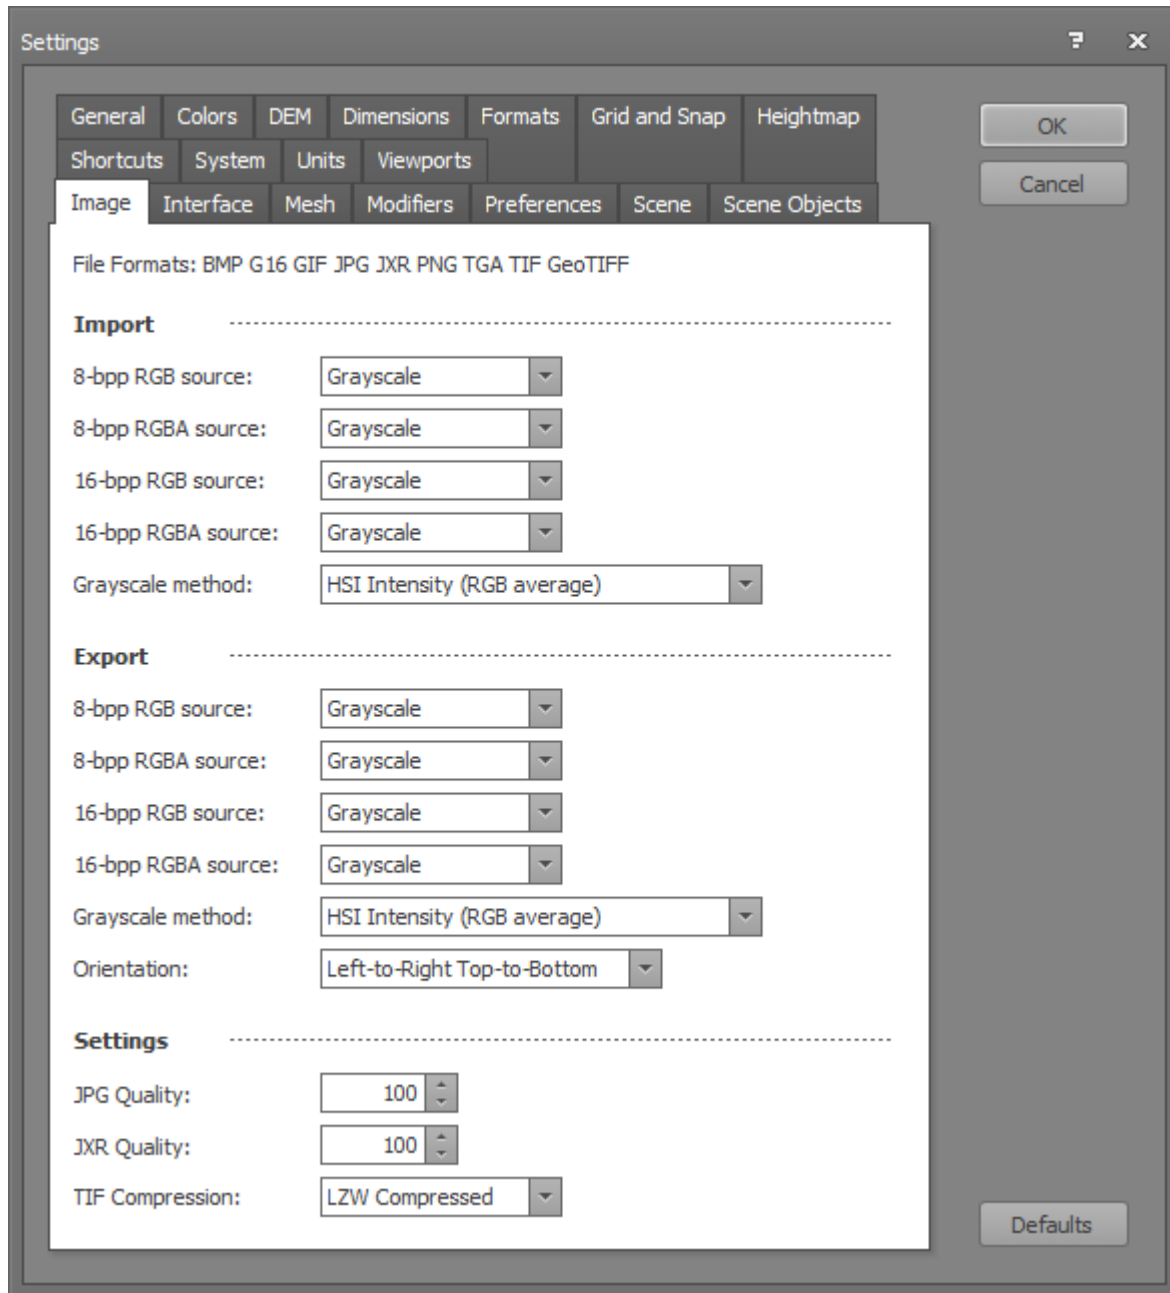 Settings
General Colors DEM Dimensions Formats Grid and Snap Heightmap
Shortcuts System Units Viewports
Image Interface Mesh Modifiers Preferences Scene Scene Objects
OK
Cancel
File Formats: BMP G16 GIF JPG JXR PNG TGA TIF GeoTIFF
Import
8-bpp RGB source: Grayscale
8-bpp RGBA source: Grayscale
16-bpp RGB source: Grayscale
16-bpp RGBA source: Grayscale
Grayscale method: HSI Intensity (RGB average)
Export
8-bpp RGB source: Grayscale
8-bpp RGBA source: Grayscale
16-bpp RGB source: Grayscale
16-bpp RGBA source: Grayscale
Grayscale method: HSI Intensity (RGB average)
Orientation: Left-to-Right Top-to-Bottom
Settings
JPG Quality: 100
JXR Quality: 100
TIF Compression: LZW Compressed
Defaults